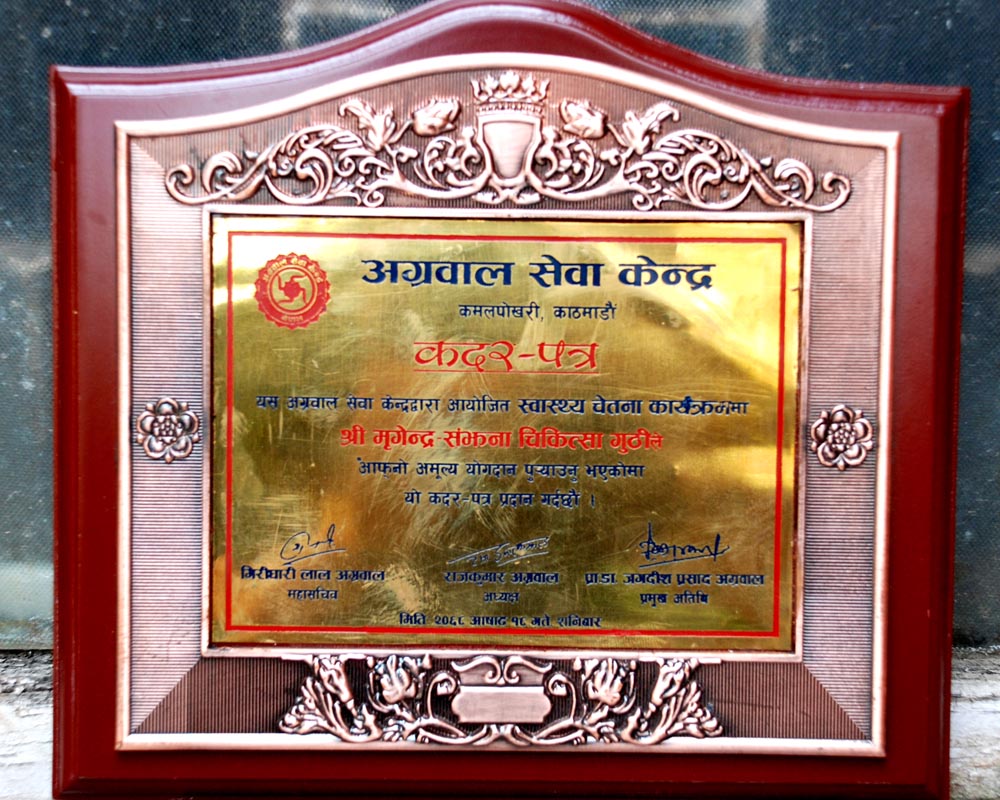 अग्रवाल सेवा केन्द्र
कमलपोखरी, काठमाडौं
कदर-पत्र
यस अग्रवाल सेवा केन्द्रद्वारा आयोजित स्वास्थ्य चेतना कार्यक्रममा
श्री मृगेन्द्र-संझना चिकित्सा गुठीले
आफ्नो अमूल्य योगदान पुर्‍याउनु भएकोमा
यो कदर-पत्र प्रदान गर्दछौं ।
गिरीधारी लाल अग्रवाल राजकुमार अग्रवाल प्रा.डा. जगदीश प्रसाद अग्रवाल
महासचिव अध्यक्ष प्रमुख अतिथि
मिति २०६८ आषाढ १८ गते शनिबार